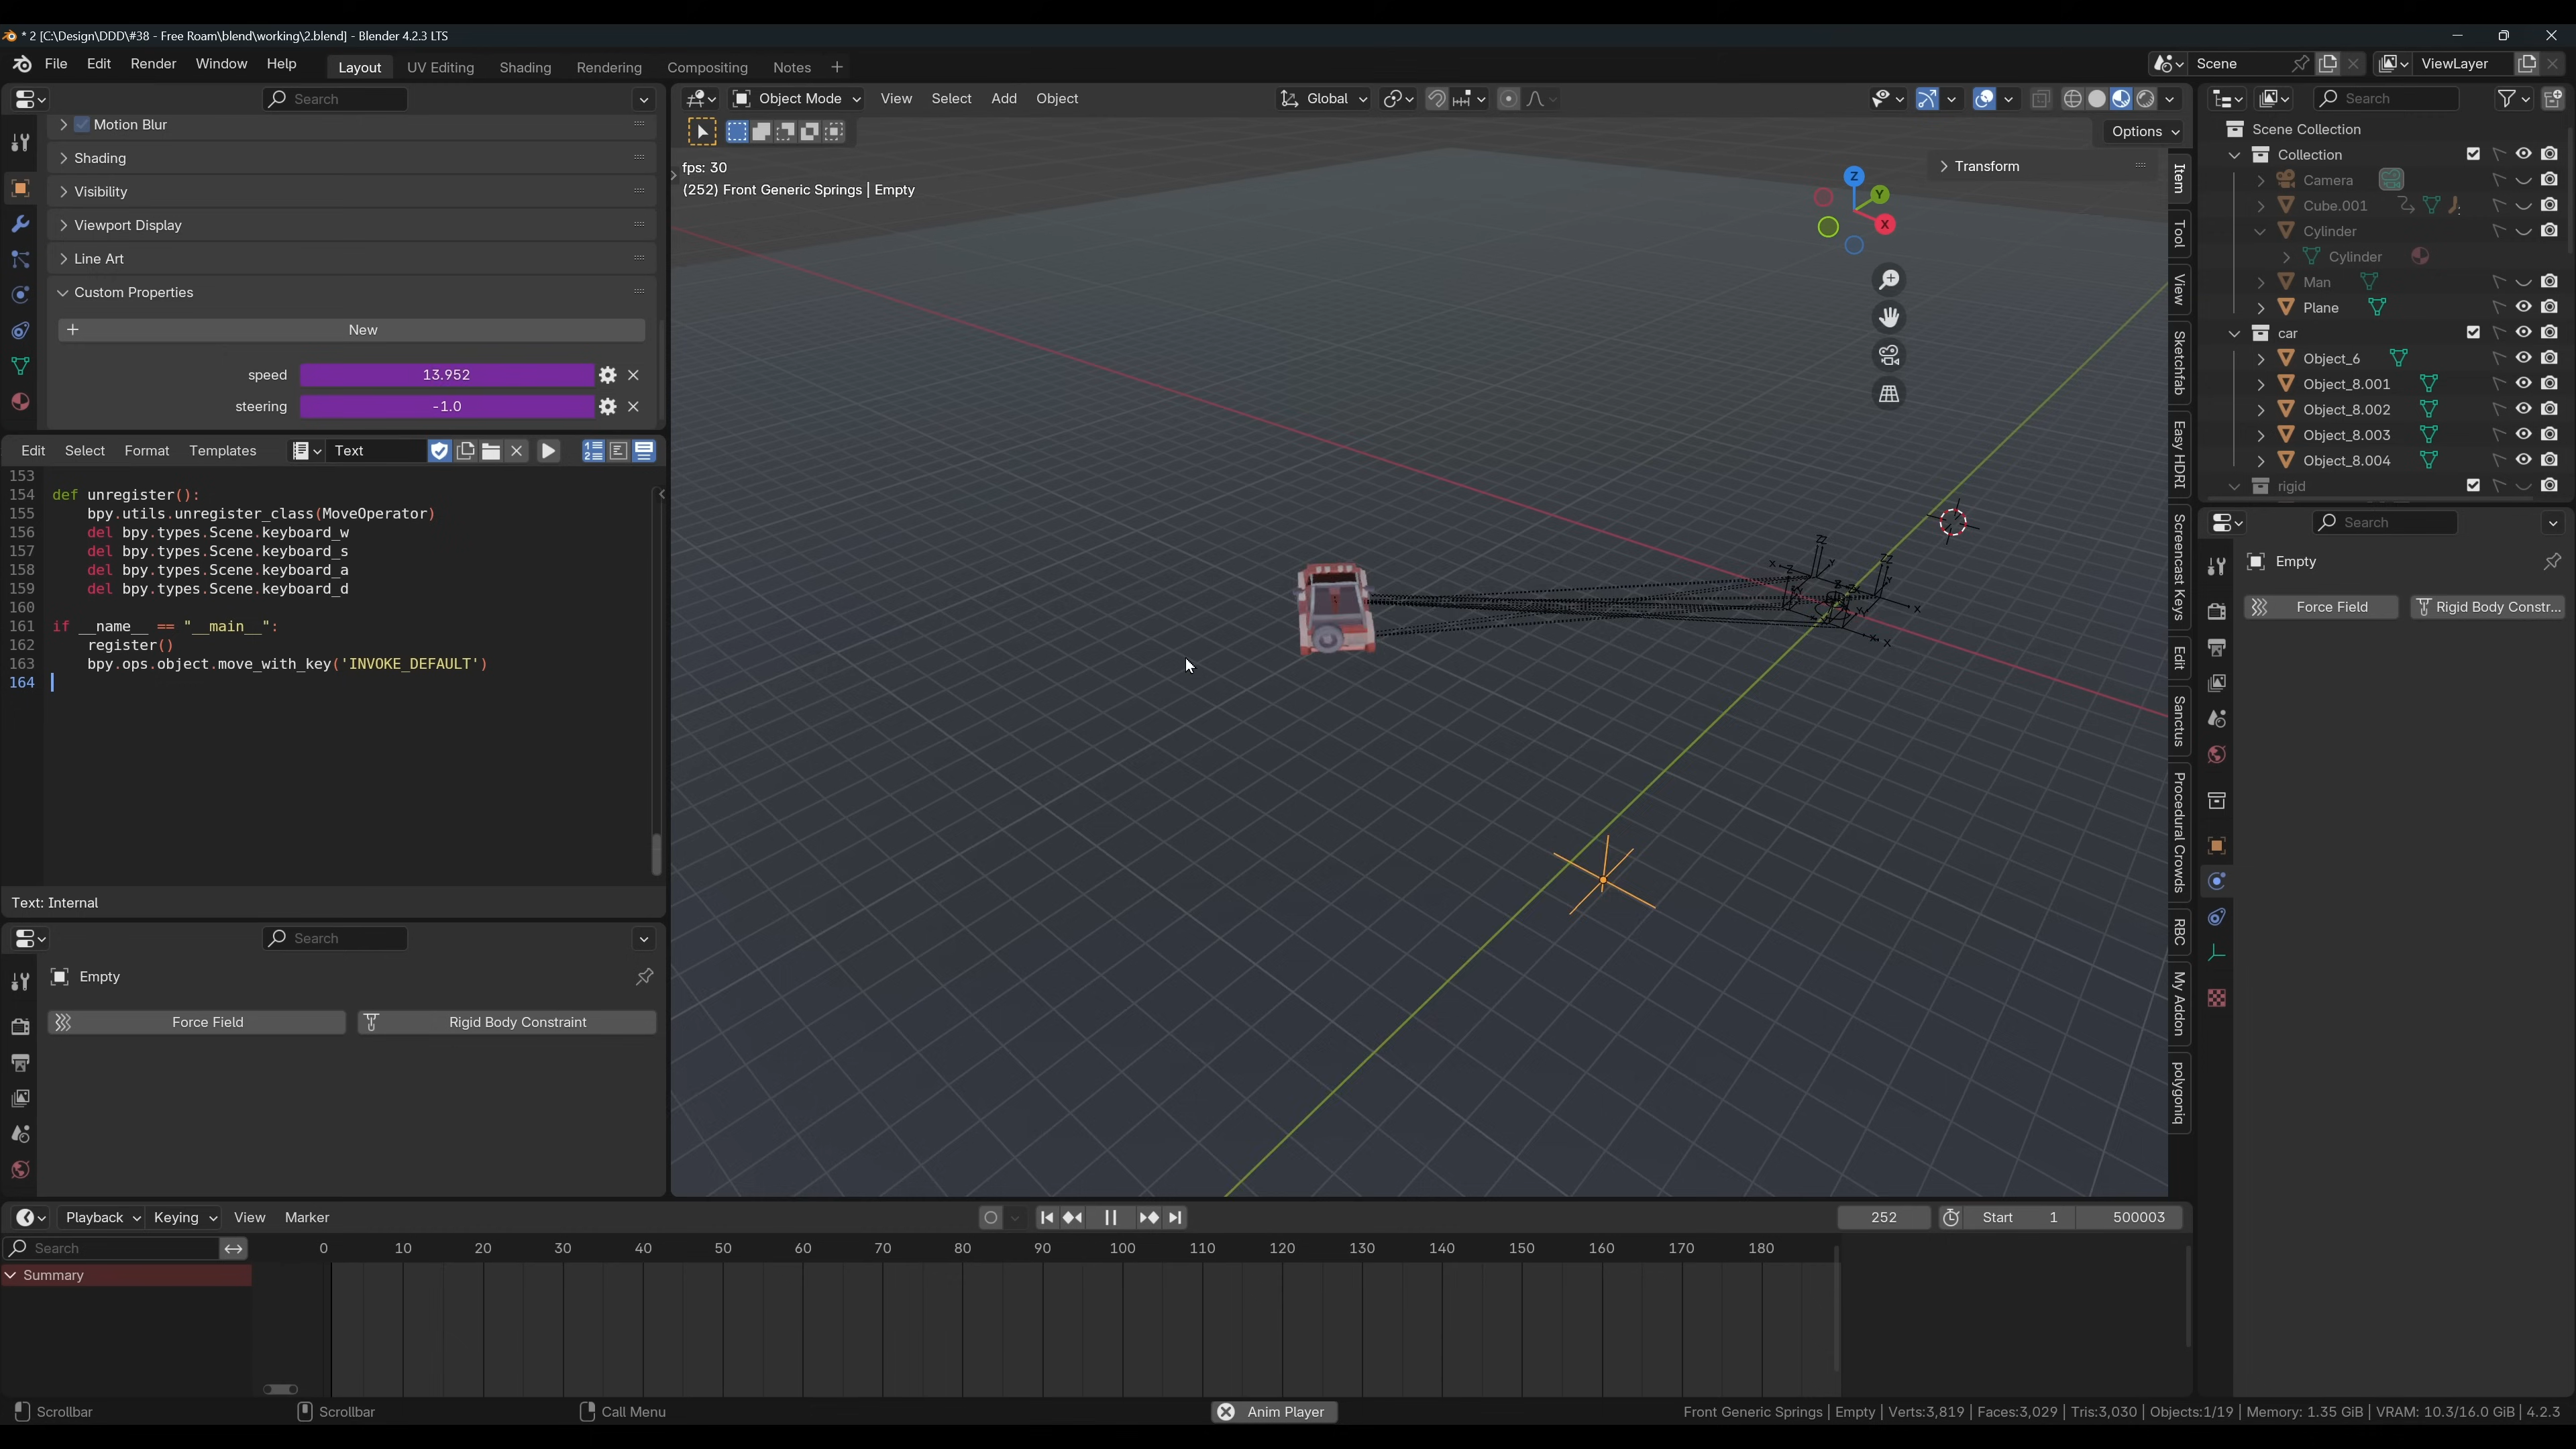 * 2 [C:\Design\DDD\#38 - Free Roam\blend\working\2.blend] - Blender 4.2.3 LTS
File Edit Render Window Help Layout UV Editing Shading Rendering Compositing Notes + Scene ViewLayer
Search
Motion Blur
Shading
Visibility
Viewport Display
Line Art
Custom Properties
New
speed 13.952
steering -1.0
Edit Select Format Templates Text
153
154 def unregister():
155 bpy.utils.unregister_class(MoveOperator)
156 del bpy.types.Scene.keyboard_w
157 del bpy.types.Scene.keyboard_s
158 del bpy.types.Scene.keyboard_a
159 del bpy.types.Scene.keyboard_d
160
161 if __name__ == "__main__":
162 register()
163 bpy.ops.object.move_with_key('INVOKE_DEFAULT')
164
Text: Internal
Search
Empty
Force Field Rigid Body Constraint
Object Mode View Select Add Object Global
Options
fps: 30
(252) Front Generic Springs | Empty
Transform
Z
Y
X
Item
Tool
View
Sketchfab
Easy HDRI
Screencast Keys
Edit
Sanctus
Procedural Crowds
RBC
My Addon
polygoniq
Search
Scene Collection
Collection
Camera
Cube.001
Cylinder
Cylinder
Man
Plane
car
Object_6
Object_8.001
Object_8.002
Object_8.003
Object_8.004
rigid
Search
Empty
Force Field Rigid Body Constr...
Playback Keying View Marker 252 Start 1 500003
Search 0 10 20 30 40 50 60 70 80 90 100 110 120 130 140 150 160 170 180
Summary
Scrollbar Scrollbar Call Menu Anim Player Front Generic Springs | Empty | Verts:3,819 | Faces:3,029 | Tris:3,030 | Objects:1/19 | Memory: 1.35 GiB | VRAM: 10.3/16.0 GiB | 4.2.3